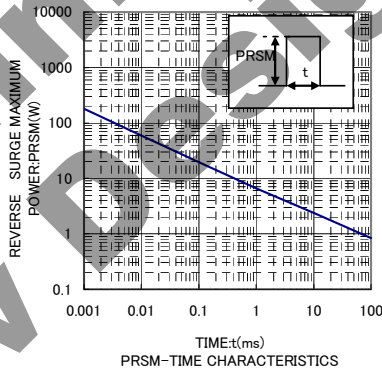 10000
1000
100
10
1
0.1
REVERSE SURGE MAXIMUM
POWER:PRSM(W)
PRSM
t
0.001 0.01 0.1 1 10 100
TIME:t(ms)
PRSM-TIME CHARACTERISTICS